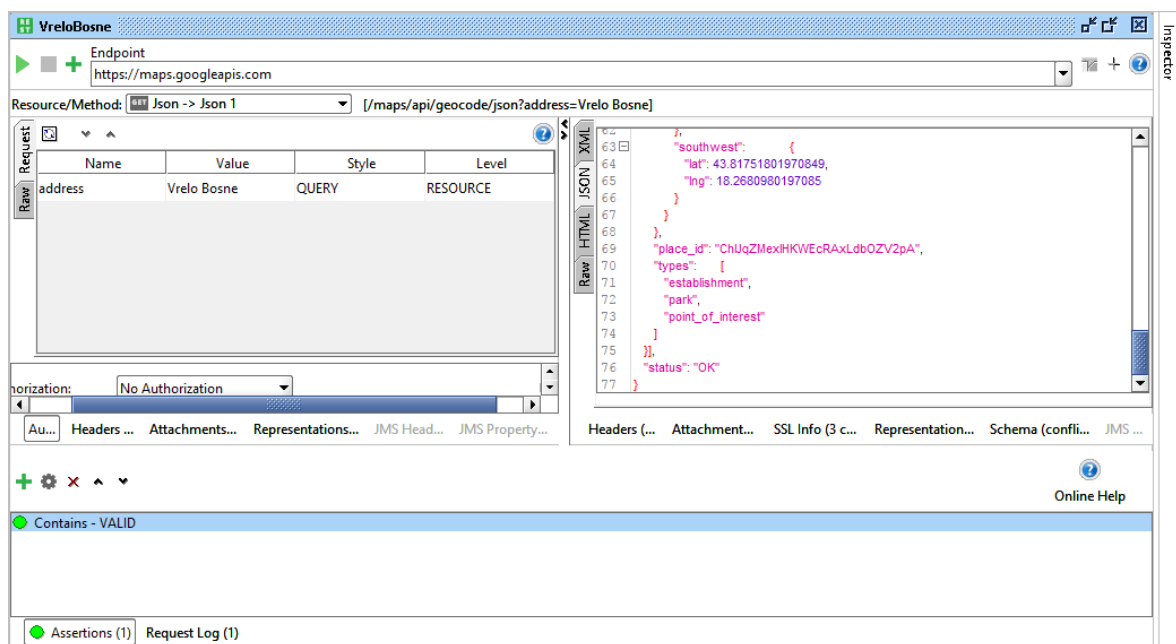 VreloBosne
Endpoint
https://maps.googleapis.com
Resource/Method: GET Json -> Json 1 [/maps/api/geocode/json?address=Vrelo Bosne]
Request
Raw
Name Value Style Level
address Vrelo Bosne QUERY RESOURCE
horization: No Authorization
Au... Headers ... Attachments... Representations... JMS Head... JMS Property...
XML
JSON
HTML
Raw
62 },
63 "southwest": {
64 "lat": 43.81751801970849,
65 "lng": 18.2680980197085
66 }
67 }
68 },
69 "place_id": "ChIJqZMexIHKWEcRAxLdbOZV2pA",
70 "types": [
71 "establishment",
72 "park",
73 "point_of_interest"
74 ]
75 }],
76 "status": "OK"
77 }
Headers (... Attachment... SSL Info (3 c... Representation... Schema (confli... JMS ...
Inspector
Online Help
Contains - VALID
Assertions (1) Request Log (1)